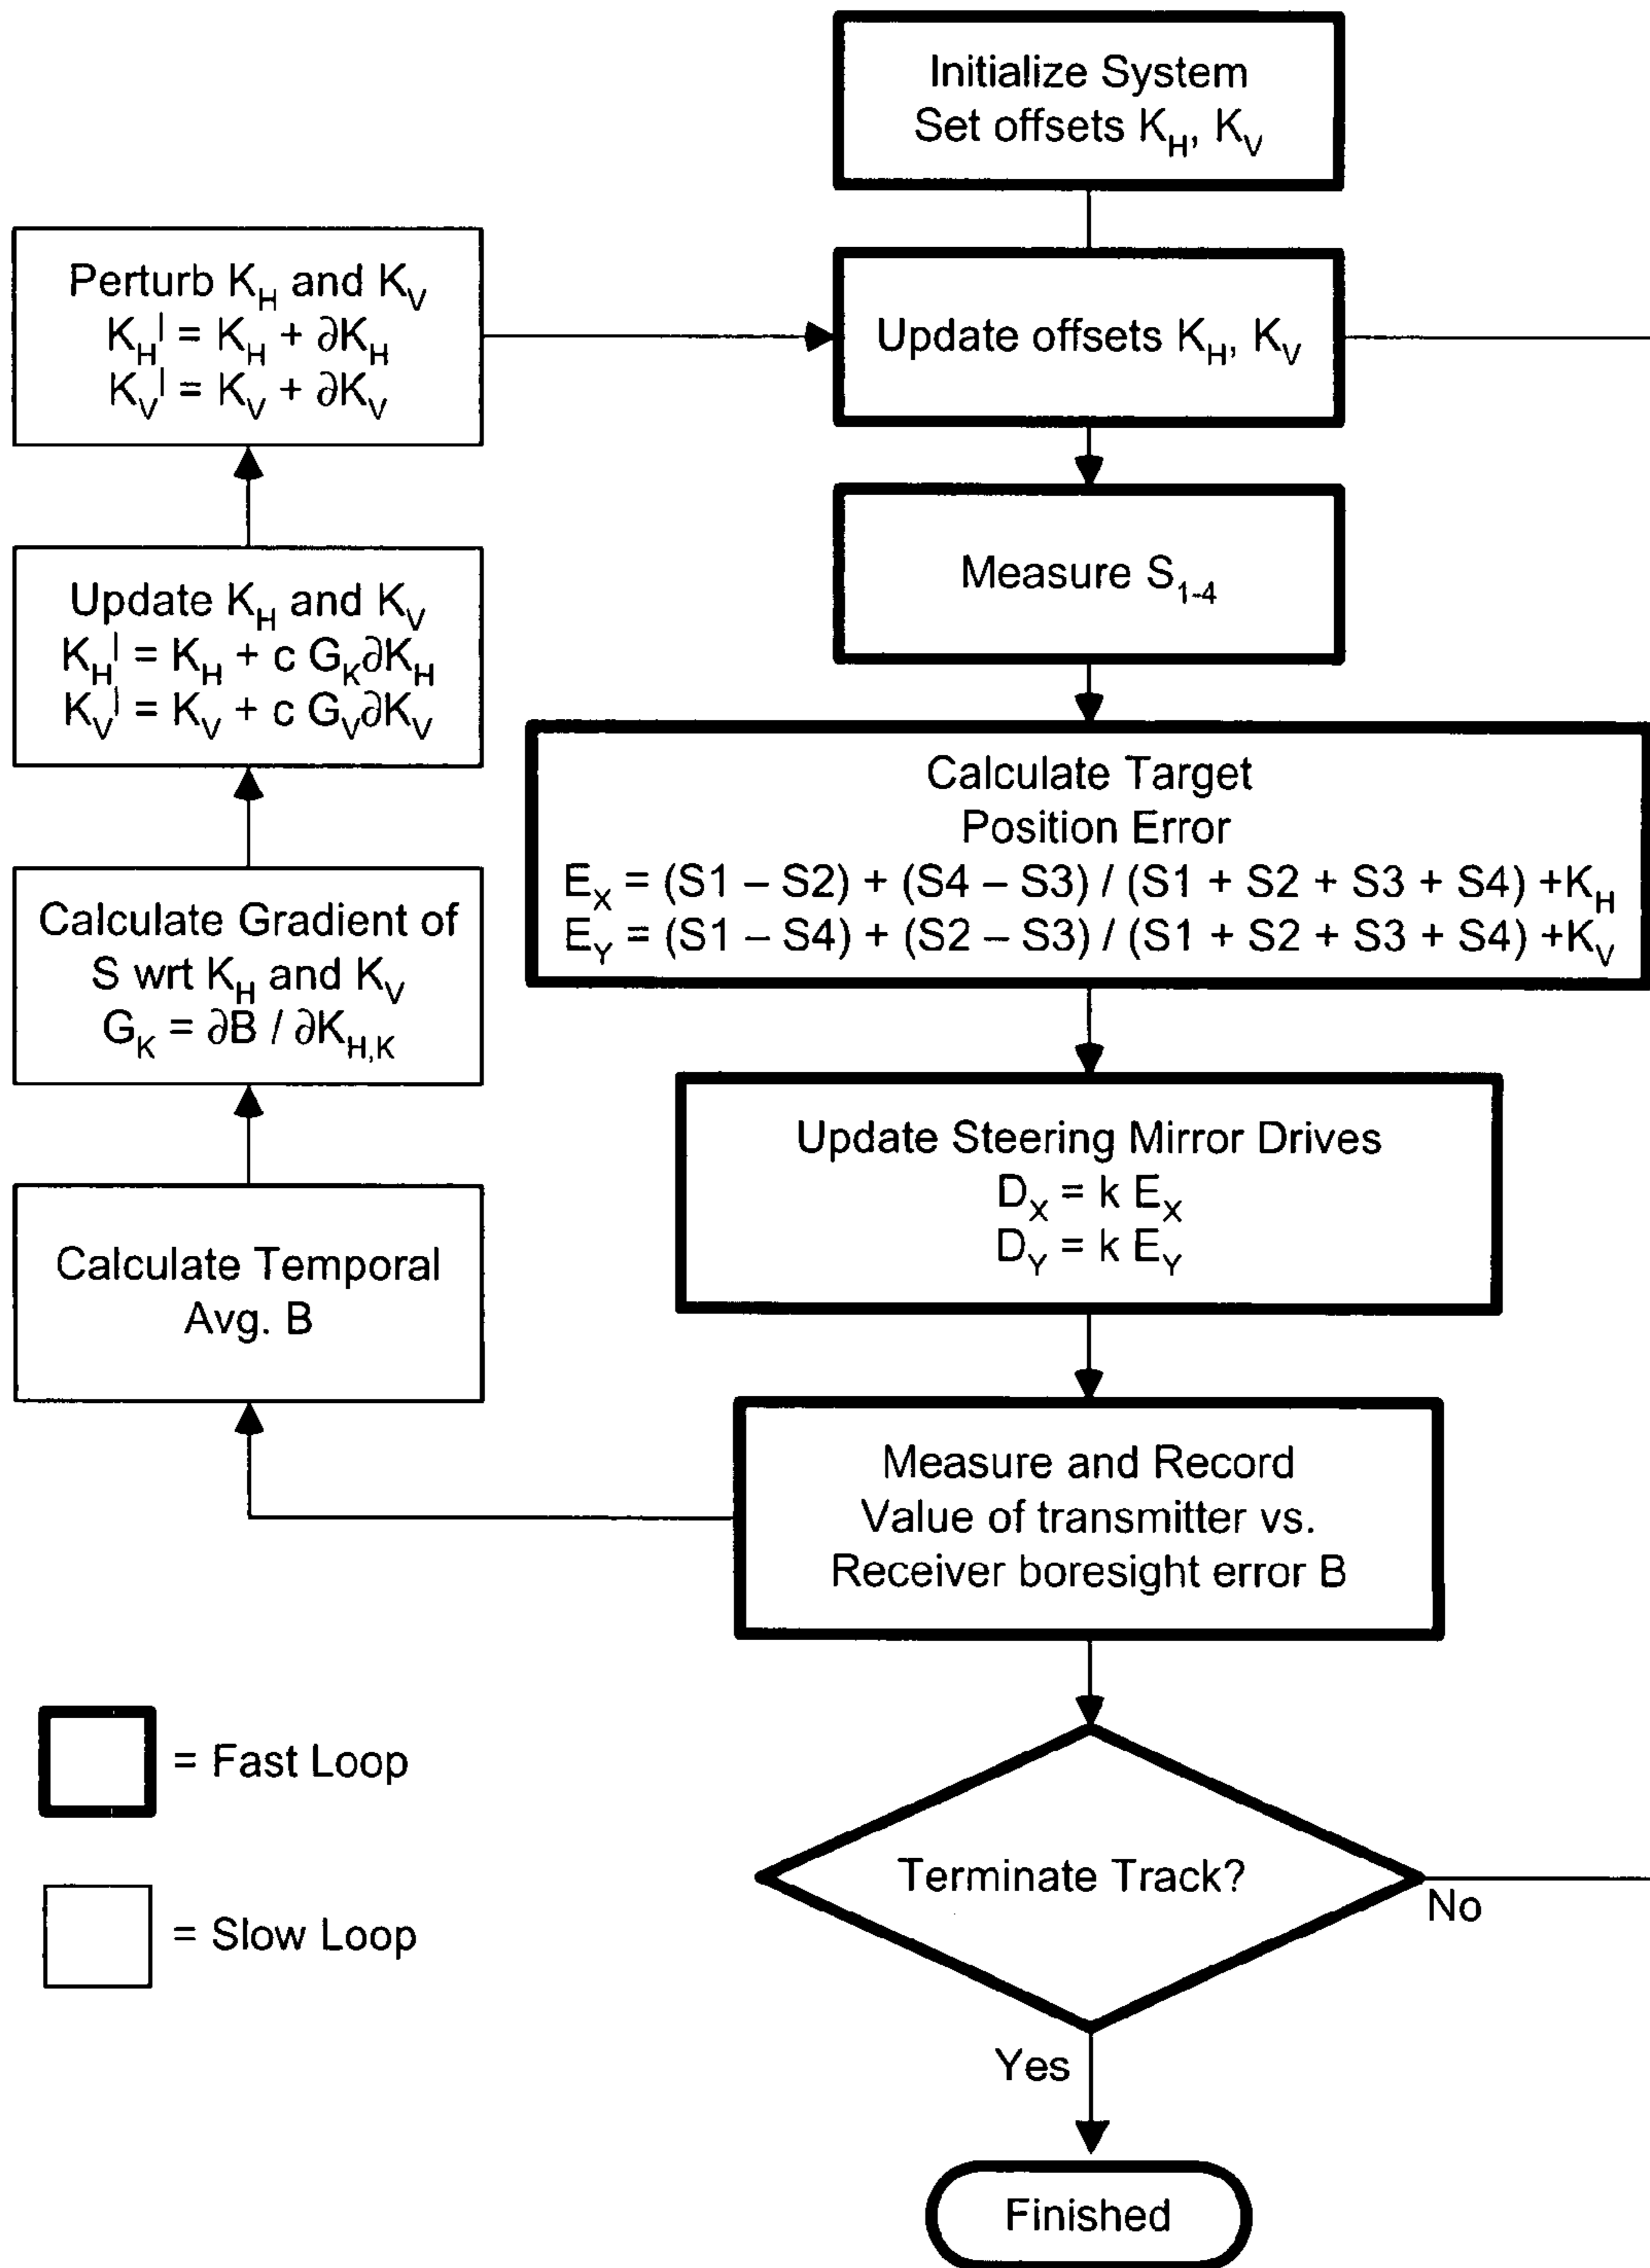 Initialize System
Set offsets K_H, K_V
Perturb K_H and K_V
K_H^| = K_H + ∂K_H
K_V^| = K_V + ∂K_V
Update offsets K_H, K_V
Measure S_1-4
Update K_H and K_V
K_H^| = K_H + c G_K∂K_H
K_V^| = K_V + c G_V∂K_V
Calculate Target
Position Error
E_X = (S1 – S2) + (S4 – S3) / (S1 + S2 + S3 + S4) +K_H
E_Y = (S1 – S4) + (S2 – S3) / (S1 + S2 + S3 + S4) +K_V
Calculate Gradient of
S wrt K_H and K_V
G_K = ∂B / ∂K_H,K
Update Steering Mirror Drives
D_X = k E_X
D_Y = k E_Y
Calculate Temporal
Avg. B
Measure and Record
Value of transmitter vs.
Receiver boresight error B
= Fast Loop
= Slow Loop
Terminate Track?
No
Yes
Finished